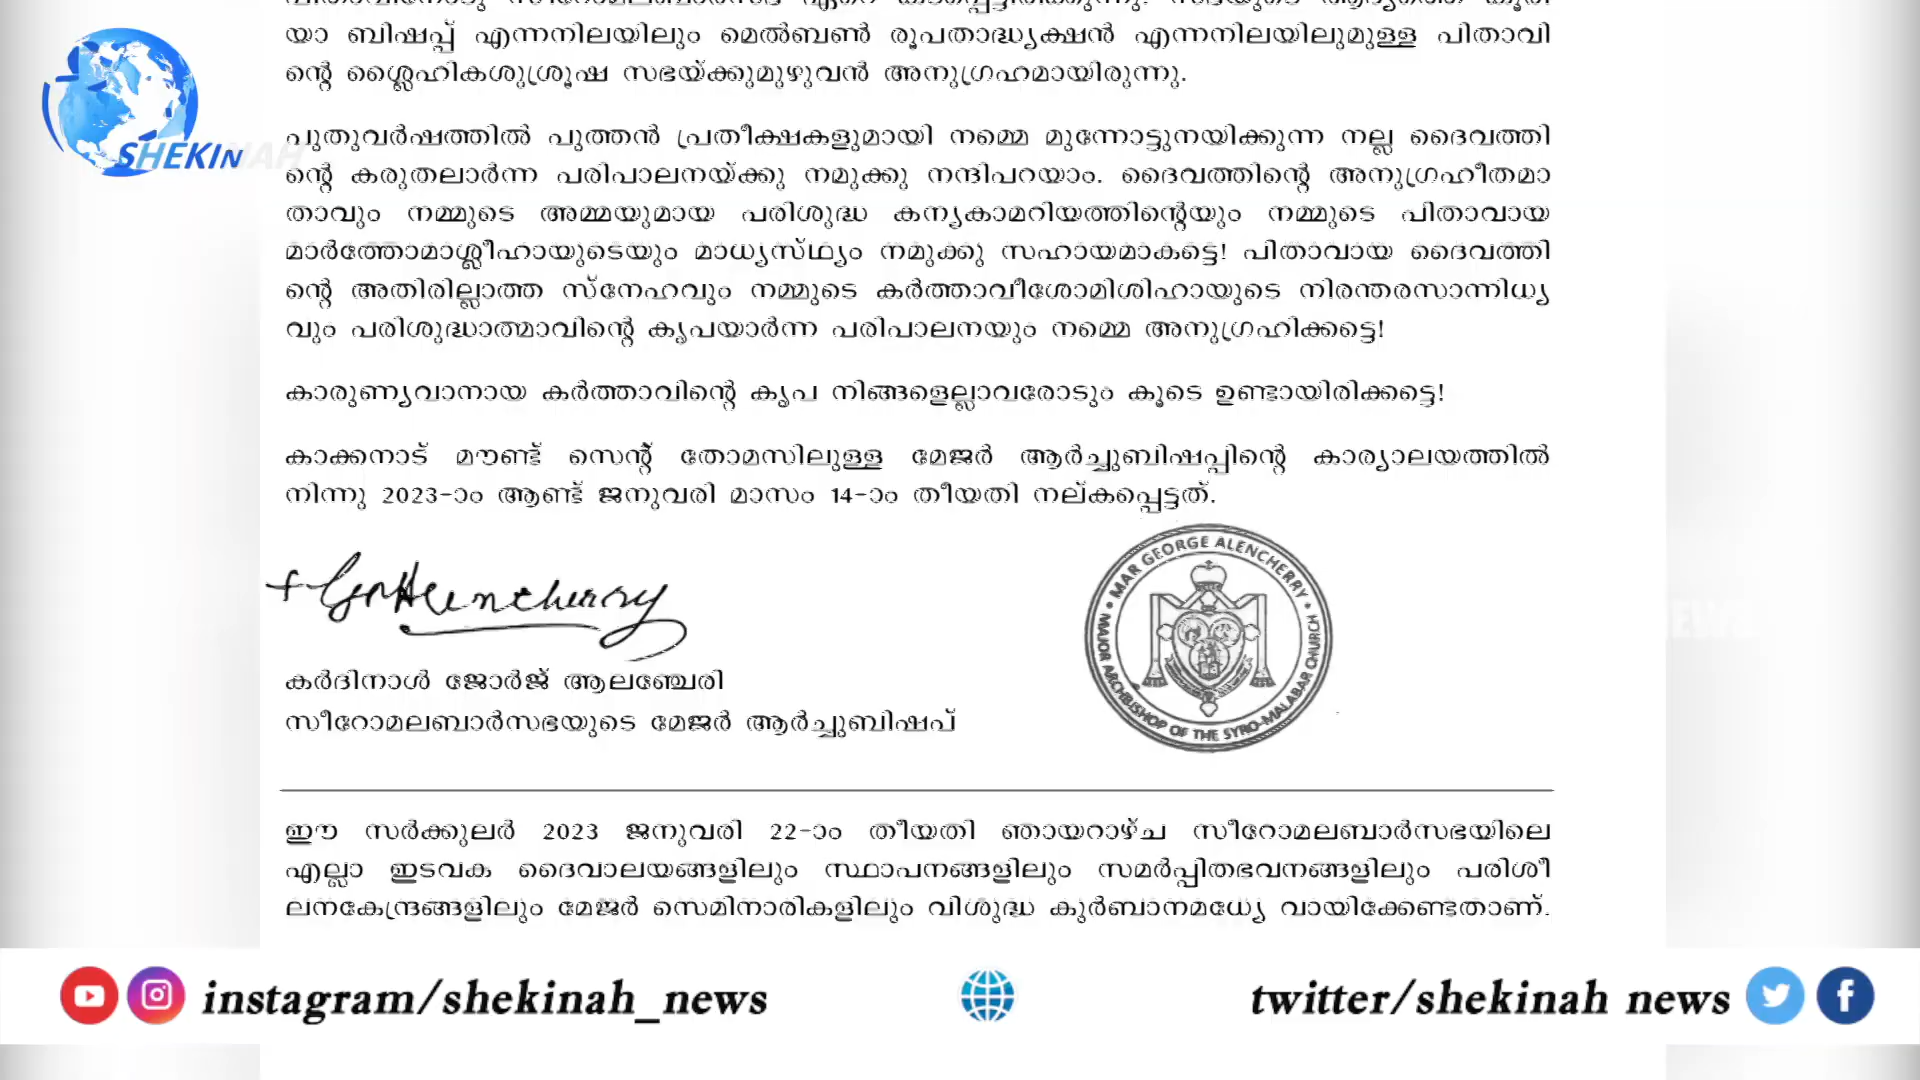 യാ ബിഷപ്പ് എന്നനിലയിലും മെൽബൺ രൂപതാദ്ധ്യക്ഷൻ എന്നനിലയിലുമുള്ള പിതാവി
ന്റെ ശ്ലൈഹികശുശ്രൂഷ സഭയ്ക്കുമുഴുവൻ അനുഗ്രഹമായിരുന്നു.
പുതുവർഷത്തിൽ പുത്തൻ പ്രതീക്ഷകളുമായി നമ്മെ മുന്നോട്ടുനയിക്കുന്ന നല്ല ദൈവത്തി
ന്റെ കരുതലാർന്ന പരിപാലനയ്ക്കു നമുക്കു നന്ദിപറയാം. ദൈവത്തിന്റെ അനുഗ്രഹീതമാ
താവും നമ്മുടെ അമ്മയുമായ പരിശുദ്ധ കന്യകാമറിയത്തിന്റെയും നമ്മുടെ പിതാവായ
മാർത്തോമാശ്ലീഹായുടെയും മാധ്യസ്ഥ്യം നമുക്കു സഹായമാകട്ടെ! പിതാവായ ദൈവത്തി
ന്റെ അതിരില്ലാത്ത സ്നേഹവും നമ്മുടെ കർത്താവീശോമിശിഹായുടെ നിരന്തരസാന്നിധ്യ
വും പരിശുദ്ധാത്മാവിന്റെ കൃപയാർന്ന പരിപാലനയും നമ്മെ അനുഗ്രഹിക്കട്ടെ!
കാരുണ്യവാനായ കർത്താവിന്റെ കൃപ നിങ്ങളെല്ലാവരോടും കൂടെ ഉണ്ടായിരിക്കട്ടെ!
കാക്കനാട് മൗണ്ട് സെന്റ് തോമസിലുള്ള മേജർ ആർച്ചുബിഷപ്പിന്റെ കാര്യാലയത്തിൽ
നിന്നു 2023-ാം ആണ്ട് ജനുവരി മാസം 14-ാം തീയതി നല്കപ്പെട്ടത്.
കർദിനാൾ ജോർജ് ആലഞ്ചേരി
സീറോമലബാർസഭയുടെ മേജർ ആർച്ചുബിഷപ്
MAR GEORGE ALENCHERRY
MAJOR ARCHBISHOP OF THE SYRO-MALABAR CHURCH
ഈ സർക്കുലർ 2023 ജനുവരി 22-ാം തീയതി ഞായറാഴ്ച സീറോമലബാർസഭയിലെ
എല്ലാ ഇടവക ദൈവാലയങ്ങളിലും സ്ഥാപനങ്ങളിലും സമർപ്പിതഭവനങ്ങളിലും പരിശീ
ലനകേന്ദ്രങ്ങളിലും മേജർ സെമിനാരികളിലും വിശുദ്ധ കുർബാനമധ്യേ വായിക്കേണ്ടതാണ്.
SHEKINAH
NEWS
instagram/shekinah_news
twitter/shekinah news